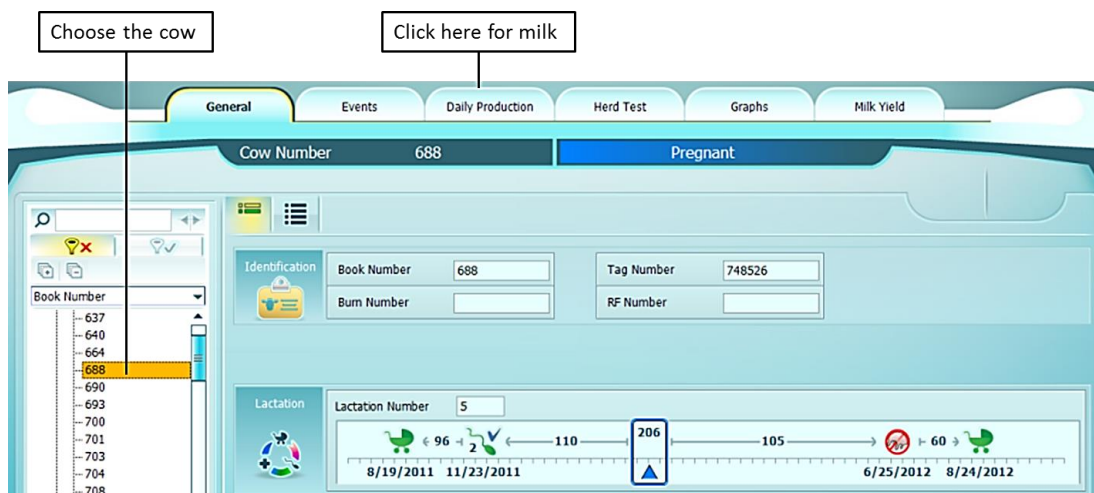 Choose the cow
Click here for milk
General Events Daily Production Herd Test Graphs Milk Yield
Cow Number 688 Pregnant
Identification
Book Number 688 Tag Number 748526
Burn Number RF Number
Book Number
637
640
664
688
690
693
700
701
703
704
708
Lactation
Lactation Number 5
96 2 110 206 105 60
8/19/2011 11/23/2011 6/25/2012 8/24/2012